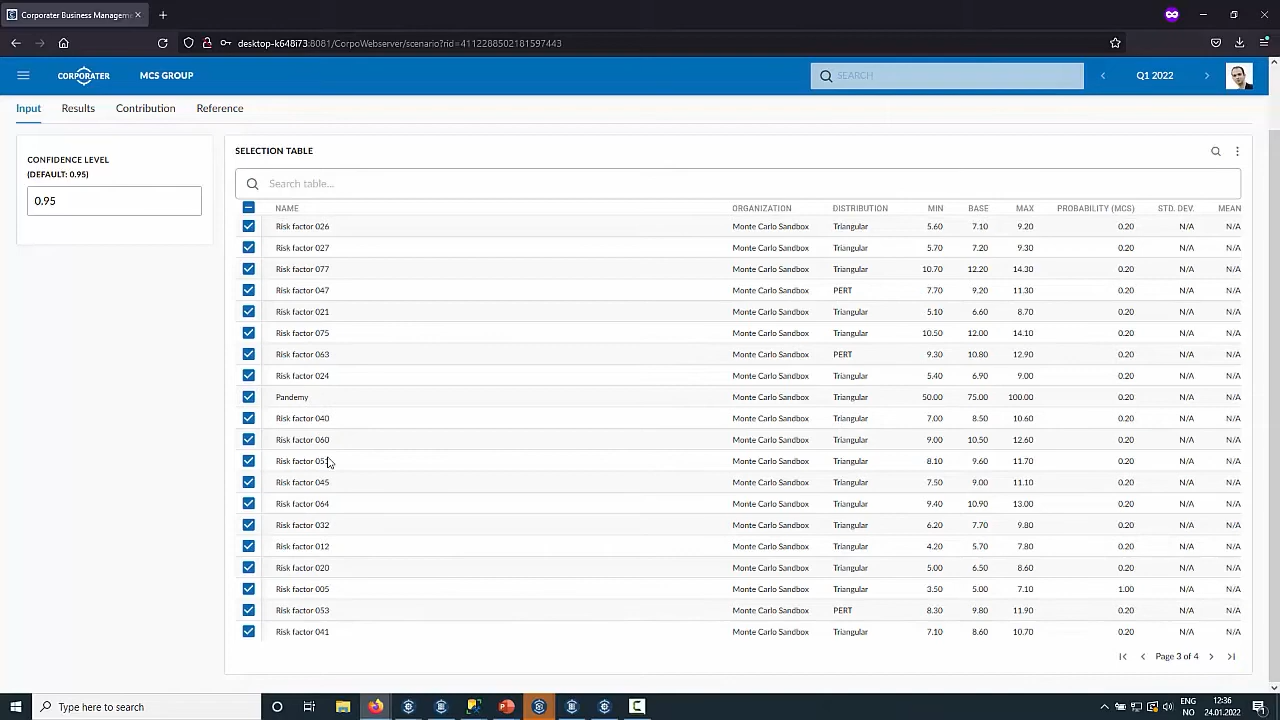 Corporater Business Managem
desktop-k648i73:8081/CorpoWebserver/scenario?rid=4112288502181597443
CORPORATER
MCS GROUP
SEARCH
Q1 2022
Input Results Contribution Reference
CONFIDENCE LEVEL
(DEFAULT: 0.95)
0.95
SELECTION TABLE
Search table...
NAME ORGANIZATION DISTRIBUTION MIN BASE MAX PROBABILITY (MCS) STD. DEV. MEAN
Risk factor 026 Monte Carlo Sandbox Triangular 5.60 7.10 9.20 0.20 N/A N/A
Risk factor 027 Monte Carlo Sandbox Triangular 5.70 7.20 9.30 0.20 N/A N/A
Risk factor 077 Monte Carlo Sandbox Triangular 10.70 12.20 14.30 0.20 N/A N/A
Risk factor 047 Monte Carlo Sandbox PERT 7.70 9.20 11.30 0.20 N/A N/A
Risk factor 021 Monte Carlo Sandbox Triangular 5.10 6.60 8.70 0.20 N/A N/A
Risk factor 075 Monte Carlo Sandbox Triangular 10.50 12.00 14.10 0.20 N/A N/A
Risk factor 063 Monte Carlo Sandbox PERT 9.30 10.80 12.90 0.20 N/A N/A
Risk factor 024 Monte Carlo Sandbox Triangular 5.40 6.90 9.00 0.20 N/A N/A
Pandemy Monte Carlo Sandbox Triangular 50.00 75.00 100.00 0.20 N/A N/A
Risk factor 040 Monte Carlo Sandbox Triangular 7.00 8.50 10.60 0.20 N/A N/A
Risk factor 060 Monte Carlo Sandbox Triangular 9.00 10.50 12.60 0.20 N/A N/A
Risk factor 051 Monte Carlo Sandbox Triangular 8.10 9.60 11.70 0.20 N/A N/A
Risk factor 045 Monte Carlo Sandbox Triangular 7.50 9.00 11.10 0.20 N/A N/A
Risk factor 064 Monte Carlo Sandbox Triangular 9.40 10.90 13.00 0.20 N/A N/A
Risk factor 032 Monte Carlo Sandbox Triangular 6.20 7.70 9.80 0.20 N/A N/A
Risk factor 012 Monte Carlo Sandbox Triangular 4.20 5.70 7.80 0.20 N/A N/A
Risk factor 020 Monte Carlo Sandbox Triangular 5.00 6.50 8.60 0.20 N/A N/A
Risk factor 005 Monte Carlo Sandbox Triangular 3.50 5.00 7.10 1.00 N/A N/A
Risk factor 053 Monte Carlo Sandbox PERT 8.30 9.80 11.90 0.20 N/A N/A
Risk factor 041 Monte Carlo Sandbox Triangular 7.10 8.60 10.70 0.20 N/A N/A
Page 3 of 4
Type here to search
ENG
NO
12:36
24.01.2022